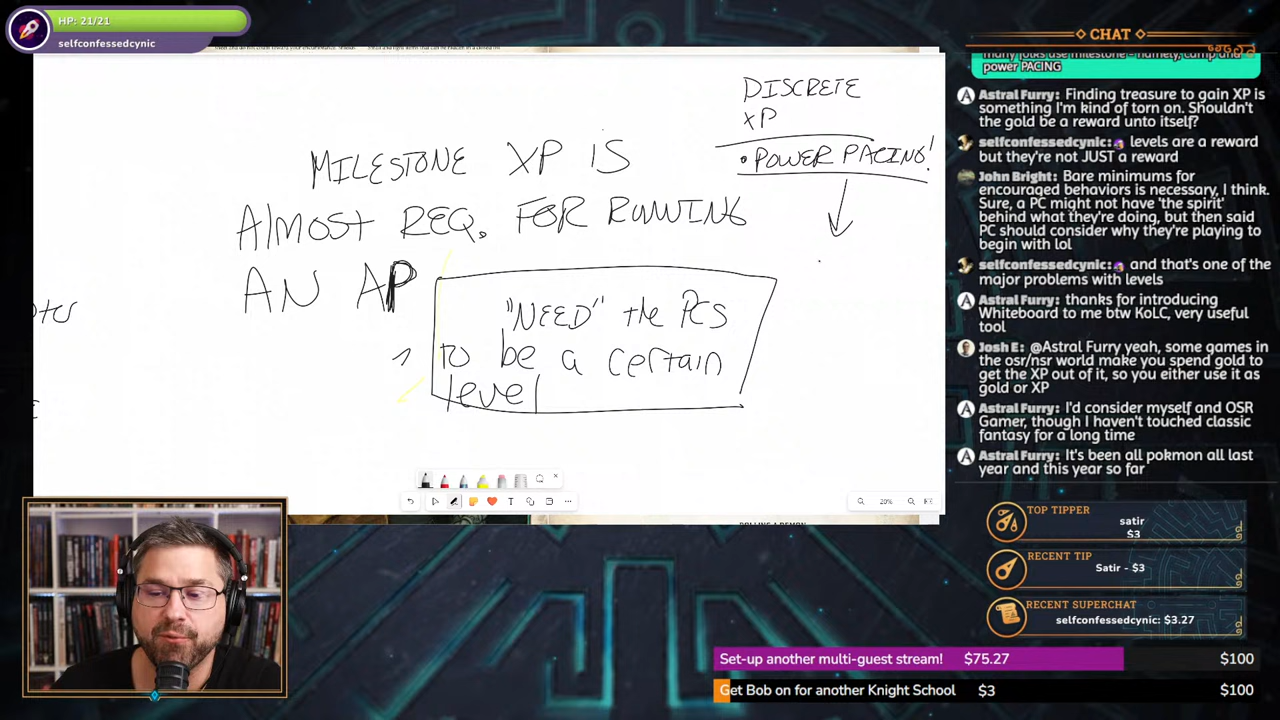 HP: 21/21
selfconfessedcynic
MILESTONE XP IS
ALMOST REQ. FOR RUNNING
AN AP
"NEED" the PCS
to be a certain
level
DISCRETE
XP
• POWER PACING!
20%
CHAT
many folks use milestone - namely, camp and
power PACING
Astral Furry: Finding treasure to gain XP is
something I'm kind of torn on. Shouldn't
the gold be a reward unto itself?
selfconfessedcynic: levels are a reward
but they're not JUST a reward
John Bright: Bare minimums for
encouraged behaviors is necessary, I think.
Sure, a PC might not have 'the spirit'
behind what they're doing, but then said
PC should consider why they're playing to
begin with lol
selfconfessedcynic: and that's one of the
major problems with levels
Astral Furry: thanks for introducing
Whiteboard to me btw KoLC, very useful
tool
Josh E: @Astral Furry yeah, some games in
the osr/nsr world make you spend gold to
get the XP out of it, so you either use it as
gold or XP
Astral Furry: I'd consider myself and OSR
Gamer, though I haven't touched classic
fantasy for a long time
Astral Furry: It's been all pokmon all last
year and this year so far
TOP TIPPER
satir
$3
RECENT TIP
Satir - $3
RECENT SUPERCHAT
selfconfessedcynic: $3.27
Set-up another multi-guest stream! $75.27 $100
Get Bob on for another Knight School $3 $100